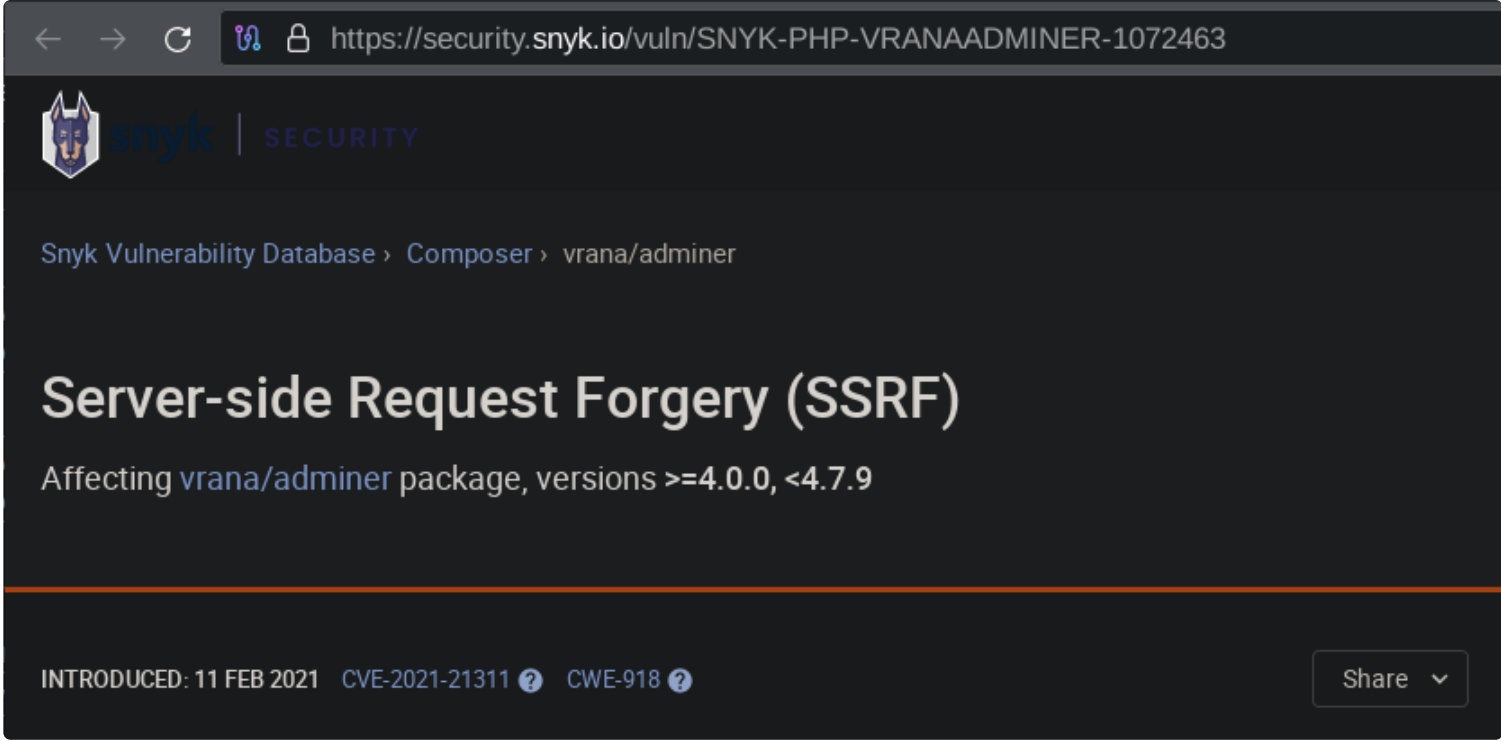 https://security.snyk.io/vuln/SNYK-PHP-VRANAADMINER-1072463
snyk | SECURITY
Snyk Vulnerability Database › Composer › vrana/adminer
Server-side Request Forgery (SSRF)
Affecting vrana/adminer package, versions >=4.0.0, <4.7.9
INTRODUCED: 11 FEB 2021 CVE-2021-21311 ? CWE-918 ? Share